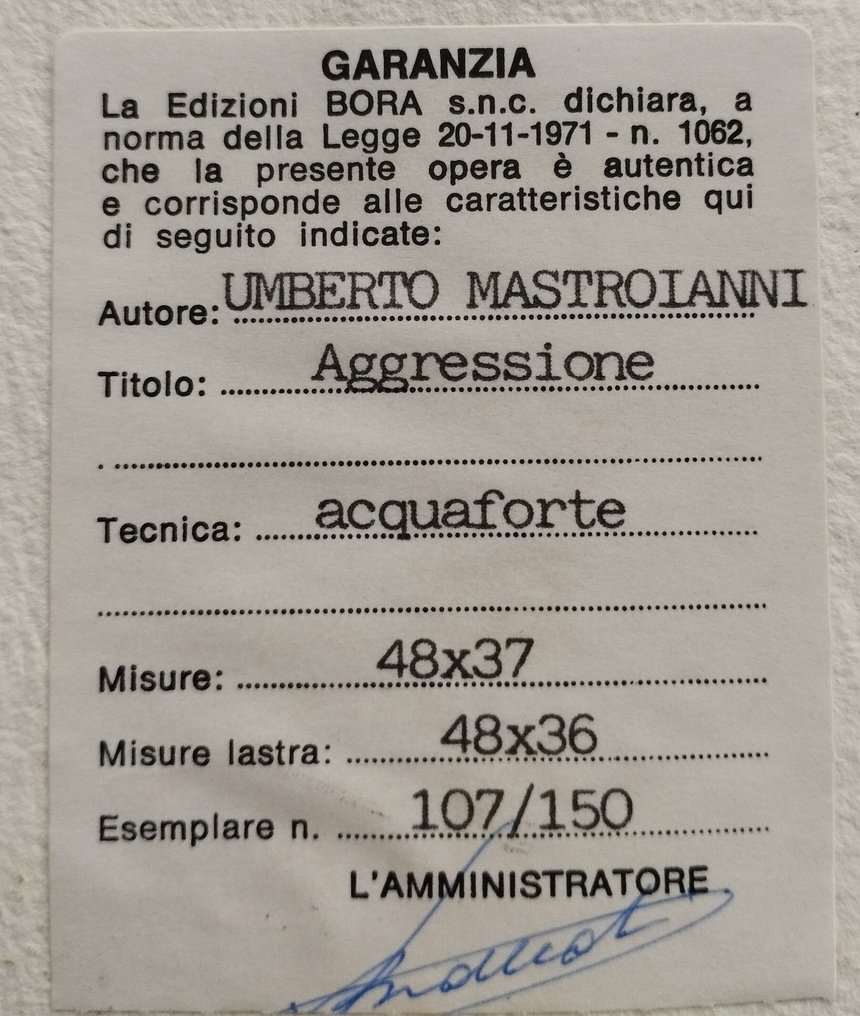 GARANZIA
La Edizioni BORA s.n.c. dichiara, a
norma della Legge 20-11-1971 - n. 1062,
che la presente opera è autentica
e corrisponde alle caratteristiche qui
di seguito indicate:
Autore: UMBERTO MASTROIANNI
Titolo: Aggressione
Tecnica: acquaforte
Misure: 48x37
Misure lastra: 48x36
Esemplare n. 107/150
L'AMMINISTRATORE